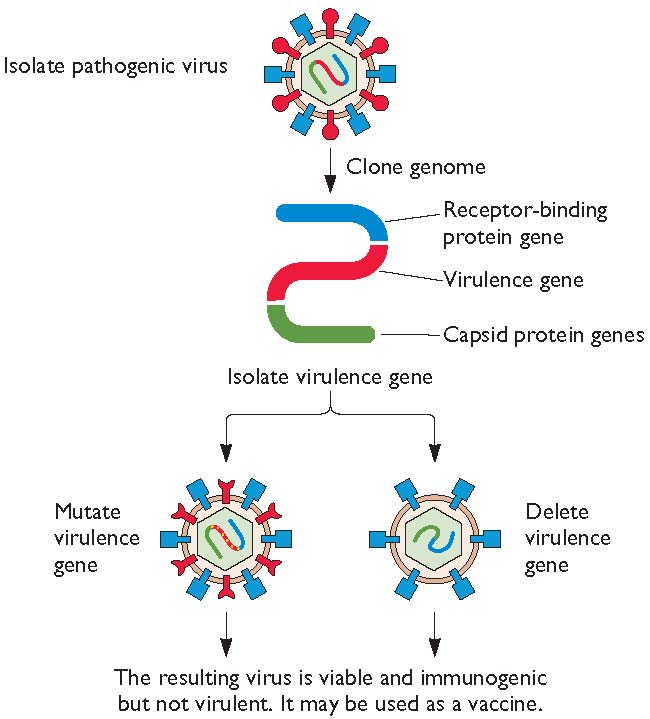 Isolate pathogenic virus
Clone genome
Receptor-binding
protein gene
Virulence gene
Capsid protein genes
Isolate virulence gene
Mutate
virulence
gene
Delete
virulence
gene
The resulting virus is viable and immunogenic
but not virulent. It may be used as a vaccine.